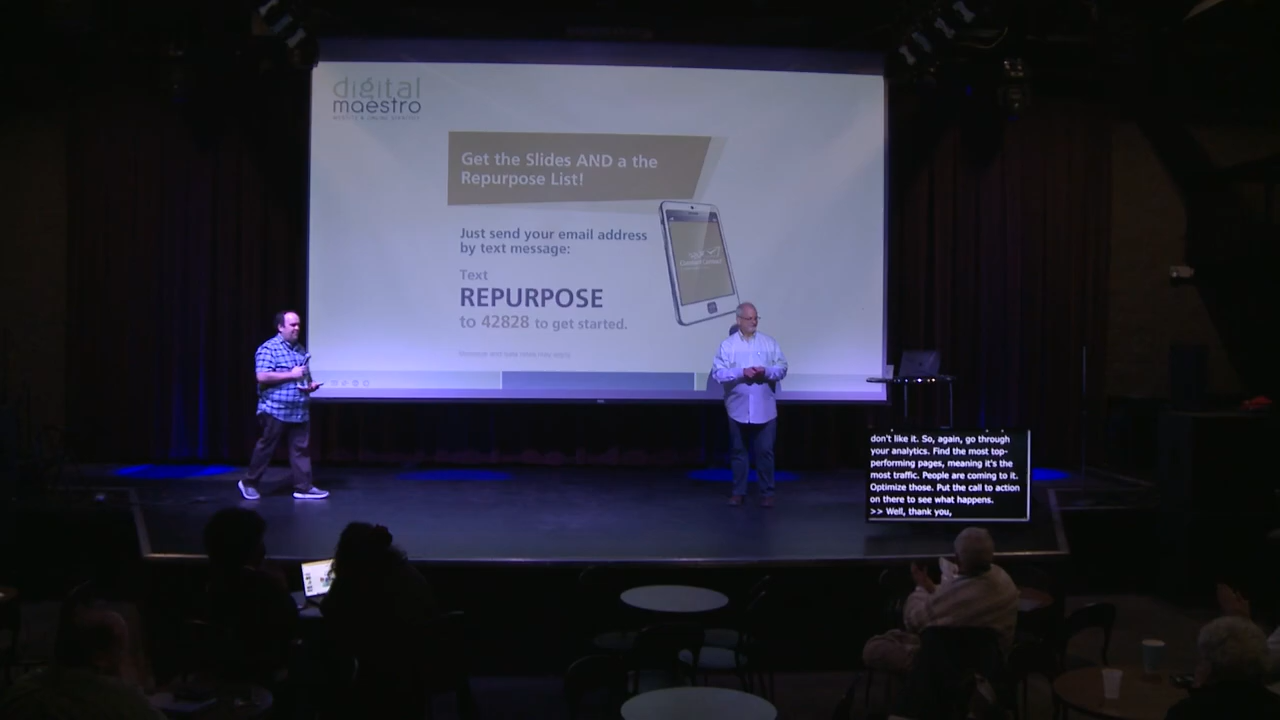 digital
maestro
Get the Slides AND a the
Repurpose List!
Just send your email address
by text message:
Text
REPURPOSE
to 42828 to get started.
Constant Contact
don't like it. So, again, go through
your analytics. Find the most top-
performing pages, meaning it's the
most traffic. People are coming to it.
Optimize those. Put the call to action
on there to see what happens.
>> Well, thank you,